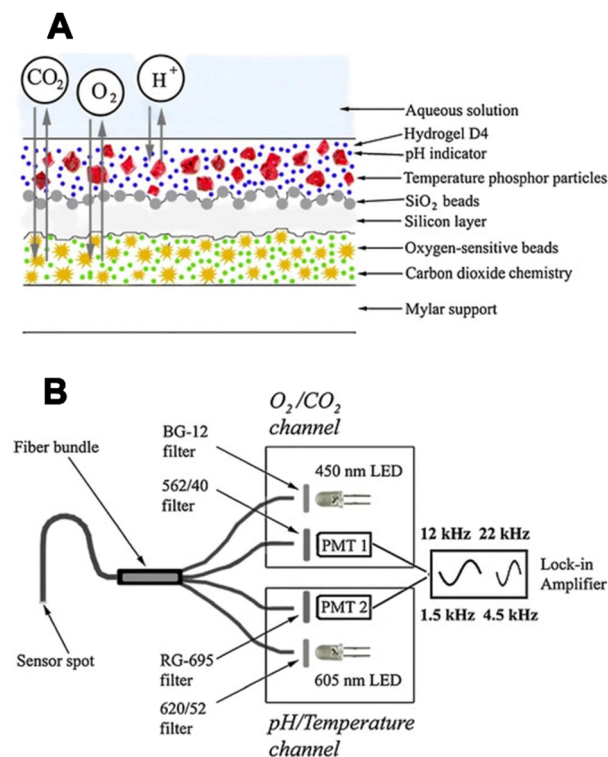 A
CO2
O2
H+
Aqueous solution
Hydrogel D4
pH indicator
Temperature phosphor particles
SiO2 beads
Silicon layer
Oxygen-sensitive beads
Carbon dioxide chemistry
Mylar support
B
O2/CO2
channel
BG-12
filter
Fiber bundle
450 nm LED
562/40
filter
PMT 1
12 kHz 22 kHz
Lock-in
Amplifier
1.5 kHz 4.5 kHz
PMT 2
Sensor spot
RG-695
filter
605 nm LED
620/52
filter
pH/Temperature
channel